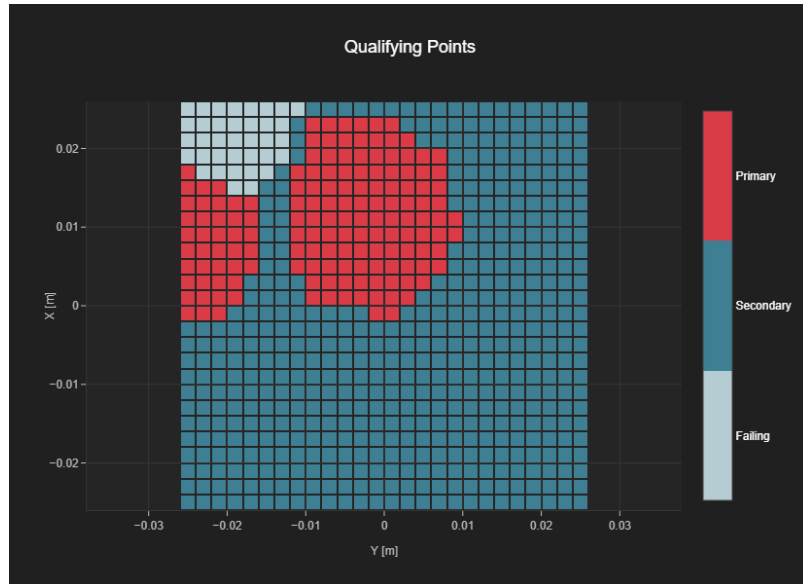 Qualifying Points
Primary
Secondary
Failing
0.02
0.01
0
−0.01
−0.02
X [m]
−0.03
−0.02
−0.01
0
0.01
0.02
0.03
Y [m]